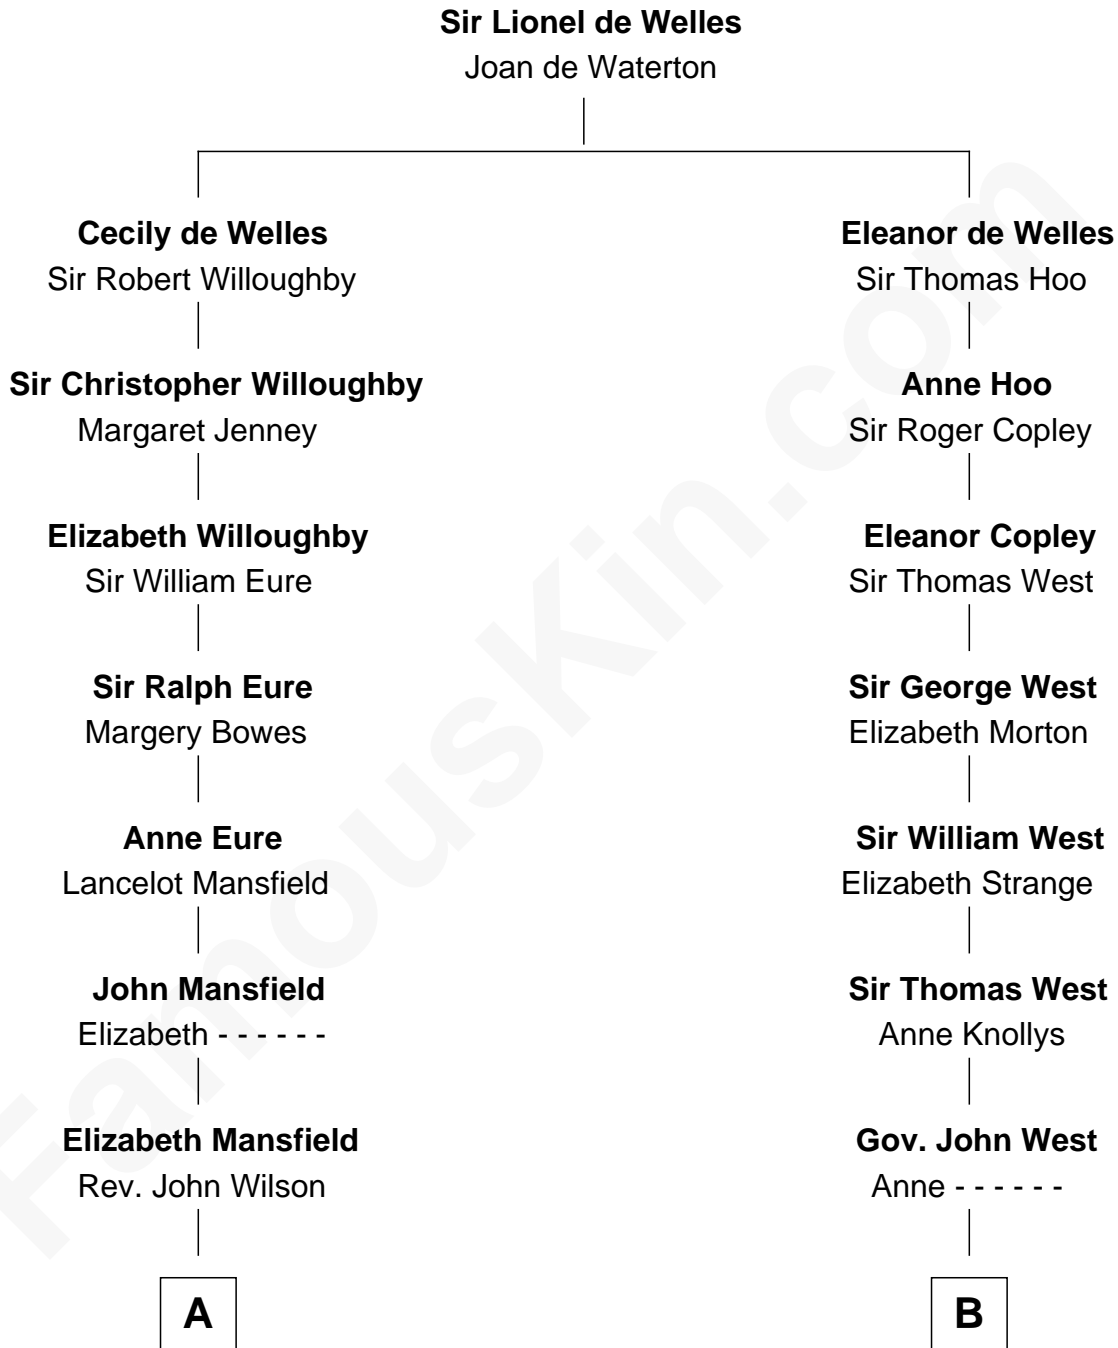 Sir Lionel de Welles
Joan de Waterton
Cecily de Welles
Sir Robert Willoughby
Eleanor de Welles
Sir Thomas Hoo
Sir Christopher Willoughby
Margaret Jenney
Anne Hoo
Sir Roger Copley
Elizabeth Willoughby
Sir William Eure
Eleanor Copley
Sir Thomas West
Sir Ralph Eure
Margery Bowes
Sir George West
Elizabeth Morton
Anne Eure
Lancelot Mansfield
Sir William West
Elizabeth Strange
John Mansfield
Elizabeth - - - - - -
Sir Thomas West
Anne Knollys
Elizabeth Mansfield
Rev. John Wilson
Gov. John West
Anne - - - - - -
A
B
FamousKin.com